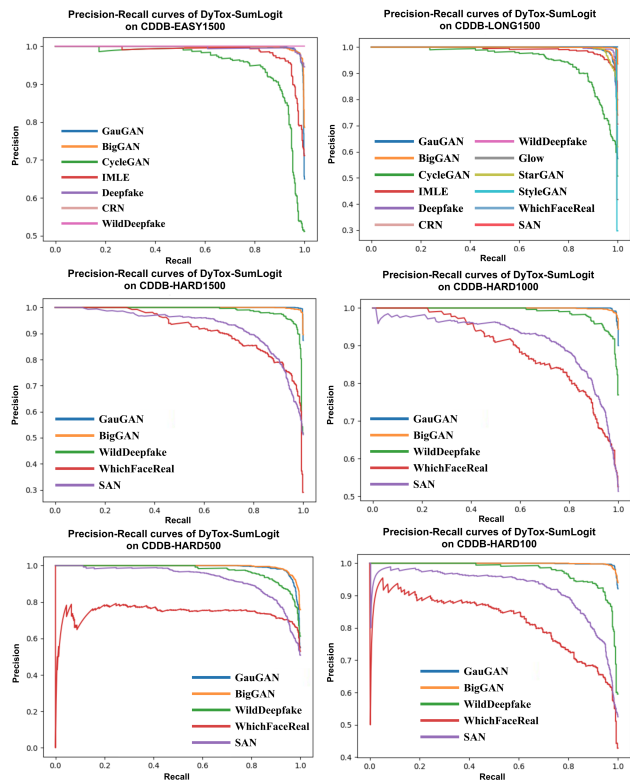 Precision-Recall curves of DyTox-SumLogit
on CDDB-EASY1500
1.0
0.9
0.8
0.7
0.6
0.5
Precision
GauGAN
BigGAN
CycleGAN
IMLE
Deepfake
CRN
WildDeepfake
0.0
0.2
0.4
0.6
0.8
1.0
Recall
Precision-Recall curves of DyTox-SumLogit
on CDDB-LONG1500
1.0
0.9
0.8
0.7
0.6
0.5
0.4
0.3
Precision
GauGAN
BigGAN
CycleGAN
IMLE
Deepfake
CRN
WildDeepfake
Glow
StarGAN
StyleGAN
WhichFaceReal
SAN
0.0
0.2
0.4
0.6
0.8
1.0
Recall
Precision-Recall curves of DyTox-SumLogit
on CDDB-HARD1500
1.0
0.9
0.8
0.7
0.6
0.5
0.4
0.3
Precision
GauGAN
BigGAN
WildDeepfake
WhichFaceReal
SAN
0.0
0.2
0.4
0.6
0.8
1.0
Recall
Precision-Recall curves of DyTox-SumLogit
on CDDB-HARD1000
1.0
0.9
0.8
0.7
0.6
0.5
Precision
GauGAN
BigGAN
WildDeepfake
WhichFaceReal
SAN
0.0
0.2
0.4
0.6
0.8
1.0
Recall
Precision-Recall curves of DyTox-SumLogit
on CDDB-HARD500
1.0
0.8
0.6
0.4
0.2
0.0
Precision
GauGAN
BigGAN
WildDeepfake
WhichFaceReal
SAN
0.0
0.2
0.4
0.6
0.8
1.0
Recall
Precision-Recall curves of DyTox-SumLogit
on CDDB-HARD100
1.0
0.9
0.8
0.7
0.6
0.5
0.4
Precision
GauGAN
BigGAN
WildDeepfake
WhichFaceReal
SAN
0.0
0.2
0.4
0.6
0.8
1.0
Recall